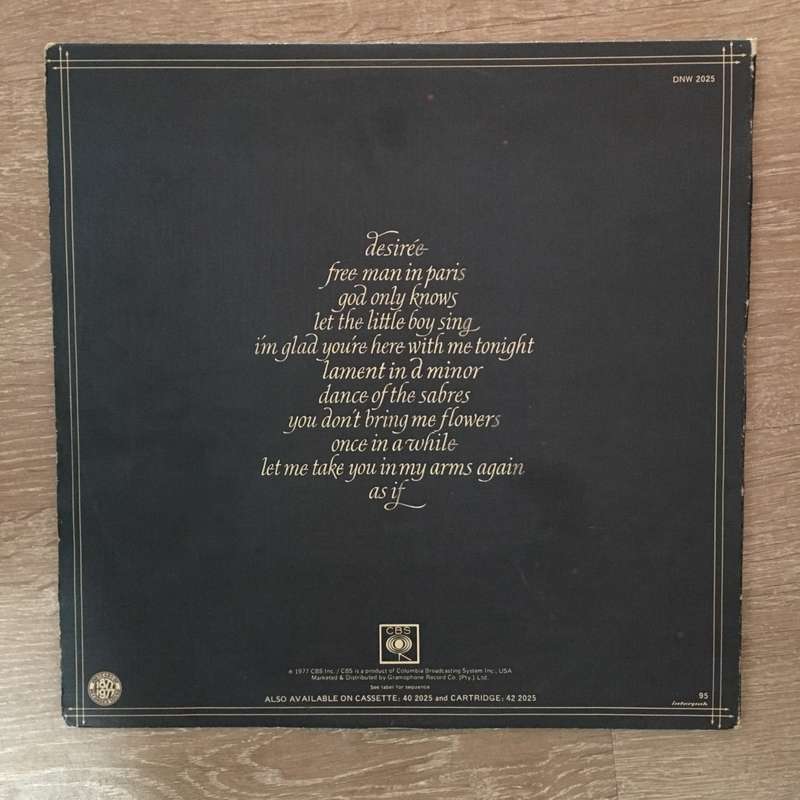 DNW 2025
desirée
free man in paris
god only knows
let the little boy sing
i'm glad you're here with me tonight
lament in d minor
dance of the sabres
you don't bring me flowers
once in a while
let me take you in my arms again
as if
CBS
℗ 1977 CBS Inc. / CBS is a product of Columbia Broadcasting System Inc., USA
Marketed & Distributed by Gramophone Record Co. (Pty.) Ltd.
See label for sequence
ALSO AVAILABLE ON CASSETTE: 40 2025 and CARTRIDGE: 42 2025
1877
1977
95